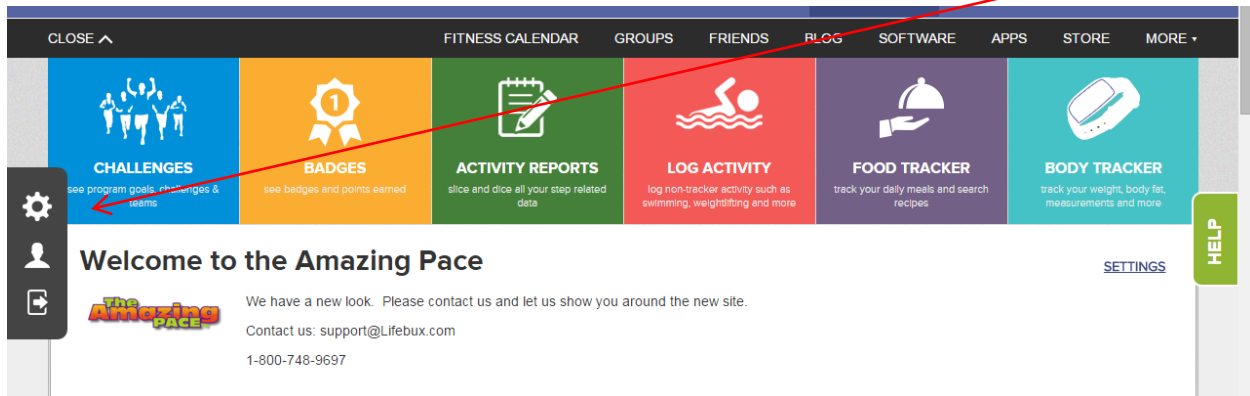 CLOSE
FITNESS CALENDAR GROUPS FRIENDS BLOG SOFTWARE APPS STORE MORE
1
CHALLENGES
see program goals, challenges &
teams
BADGES
see badges and points earned
ACTIVITY REPORTS
slice and dice all your step related
data
LOG ACTIVITY
log non-tracker activity such as
swimming, weightlifting and more
FOOD TRACKER
track your daily meals and search
recipes
BODY TRACKER
track your weight, body fat,
measurements and more
HELP
Welcome to the Amazing Pace
SETTINGS
The
Amazing
PACE
We have a new look. Please contact us and let us show you around the new site.
Contact us: support@Lifebux.com
1-800-748-9697